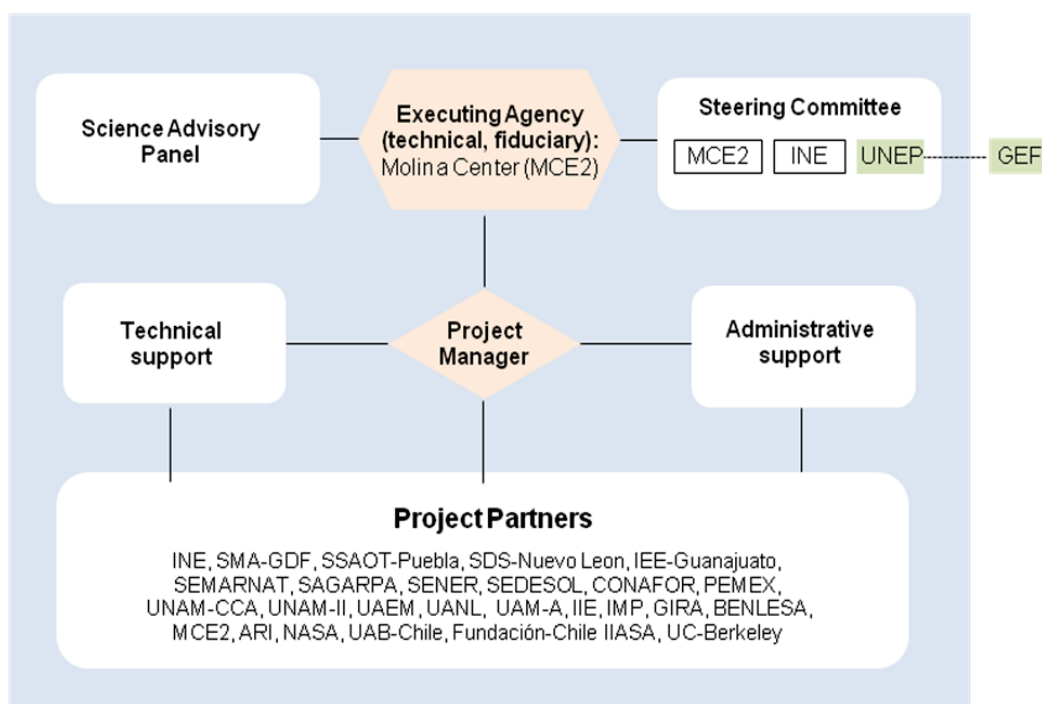 Science Advisory
Panel
Executing Agency
(technical, fiduciary):
Molina Center (MCE2)
Steering Committee
MCE2
INE
UNEP
GEF
Technical
support
Project
Manager
Administrative
support
Project Partners
INE, SMA-GDF, SSAOT-Puebla, SDS-Nuevo Leon, IEE-Guanajuato,
SEMARNAT, SAGARPA, SENER, SEDESOL, CONAFOR, PEMEX,
UNAM-CCA, UNAM-II, UAEM, UANL, UAM-A, IIE, IMP, GIRA, BENLESA,
MCE2, ARI, NASA, UAB-Chile, Fundación-Chile IIASA, UC-Berkeley